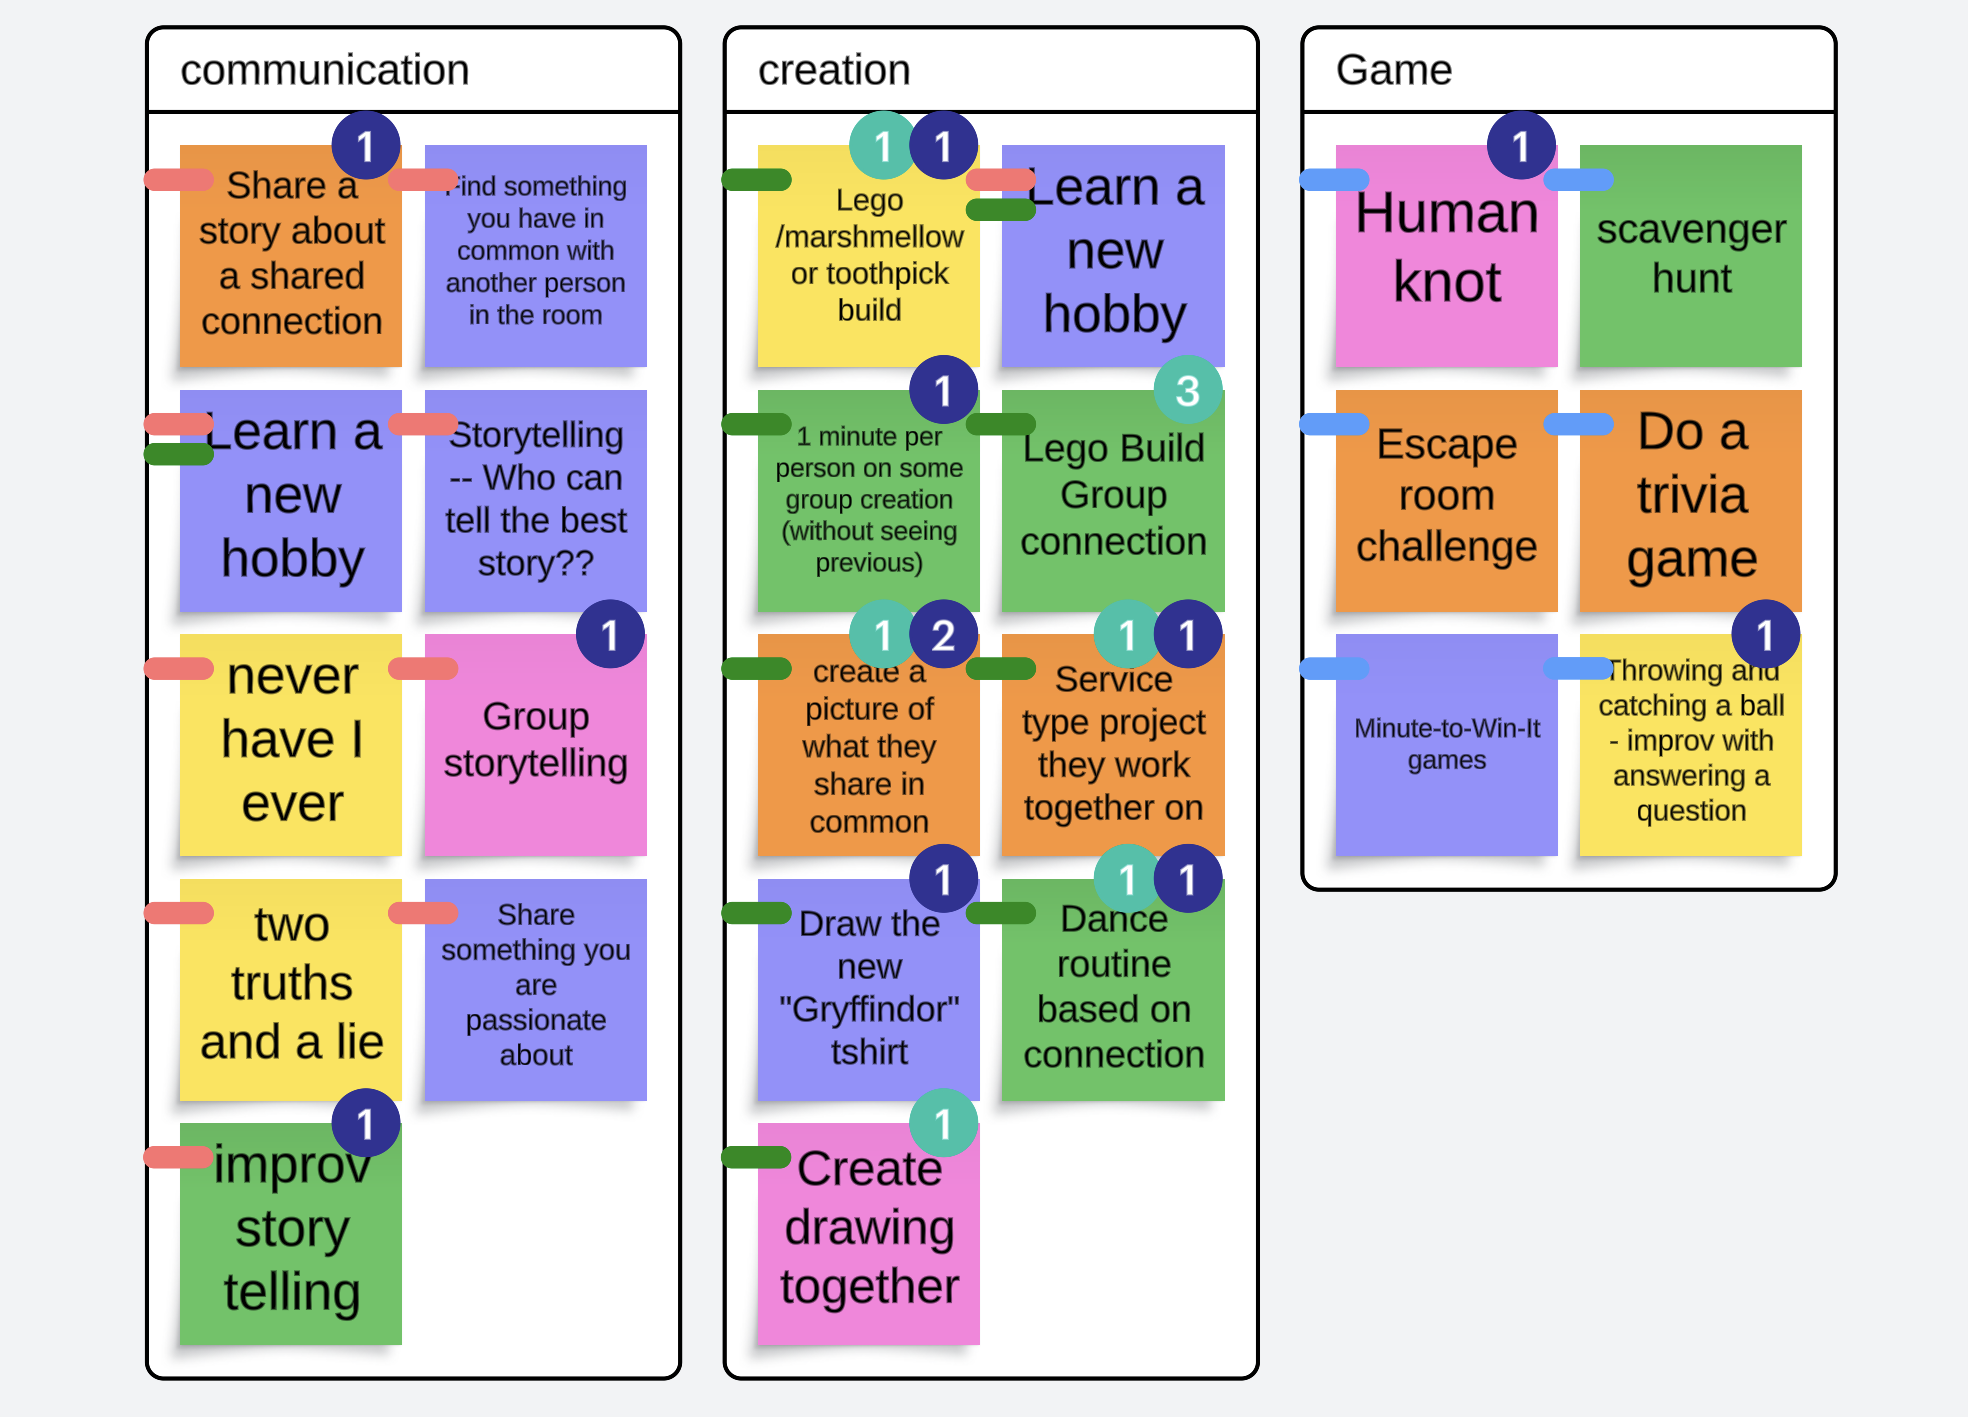 communication
1
Share a
story about
a shared
connection
Find something
you have in
common with
another person
in the room
Learn a
new
hobby
Storytelling
-- Who can
tell the best
story??
never
have I
ever
1
Group
storytelling
two
truths
and a lie
Share
something you
are
passionate
about
1
improv
story
telling
creation
1 1
Lego
/marshmellow
or toothpick
build
Learn a
new
hobby
1
1 minute per
person on some
group creation
(without seeing
previous)
3
Lego Build
Group
connection
1 2
create a
picture of
what they
share in
common
1 1
Service
type project
they work
together on
1
Draw the
new
"Gryffindor"
tshirt
1 1
Dance
routine
based on
connection
1
Create
drawing
together
Game
1
Human
knot
scavenger
hunt
Escape
room
challenge
Do a
trivia
game
Minute-to-Win-It
games
1
Throwing and
catching a ball
- improv with
answering a
question